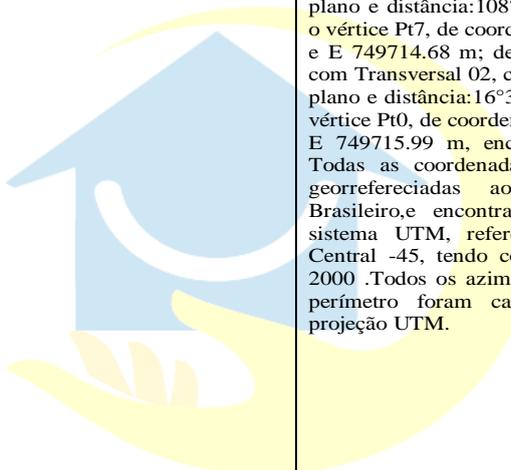 plano e distância:108°
o vértice Pt7, de coord
e E 749714.68 m; de
com Transversal 02, c
plano e distância:16°3
vértice Pt0, de coorden
E 749715.99 m, enc
Todas as coordenada
georrefereciadas ao
Brasileiro,e encontra
sistema UTM, refere
Central -45, tendo co
2000 .Todos os azim
perímetro foram ca
projeção UTM.